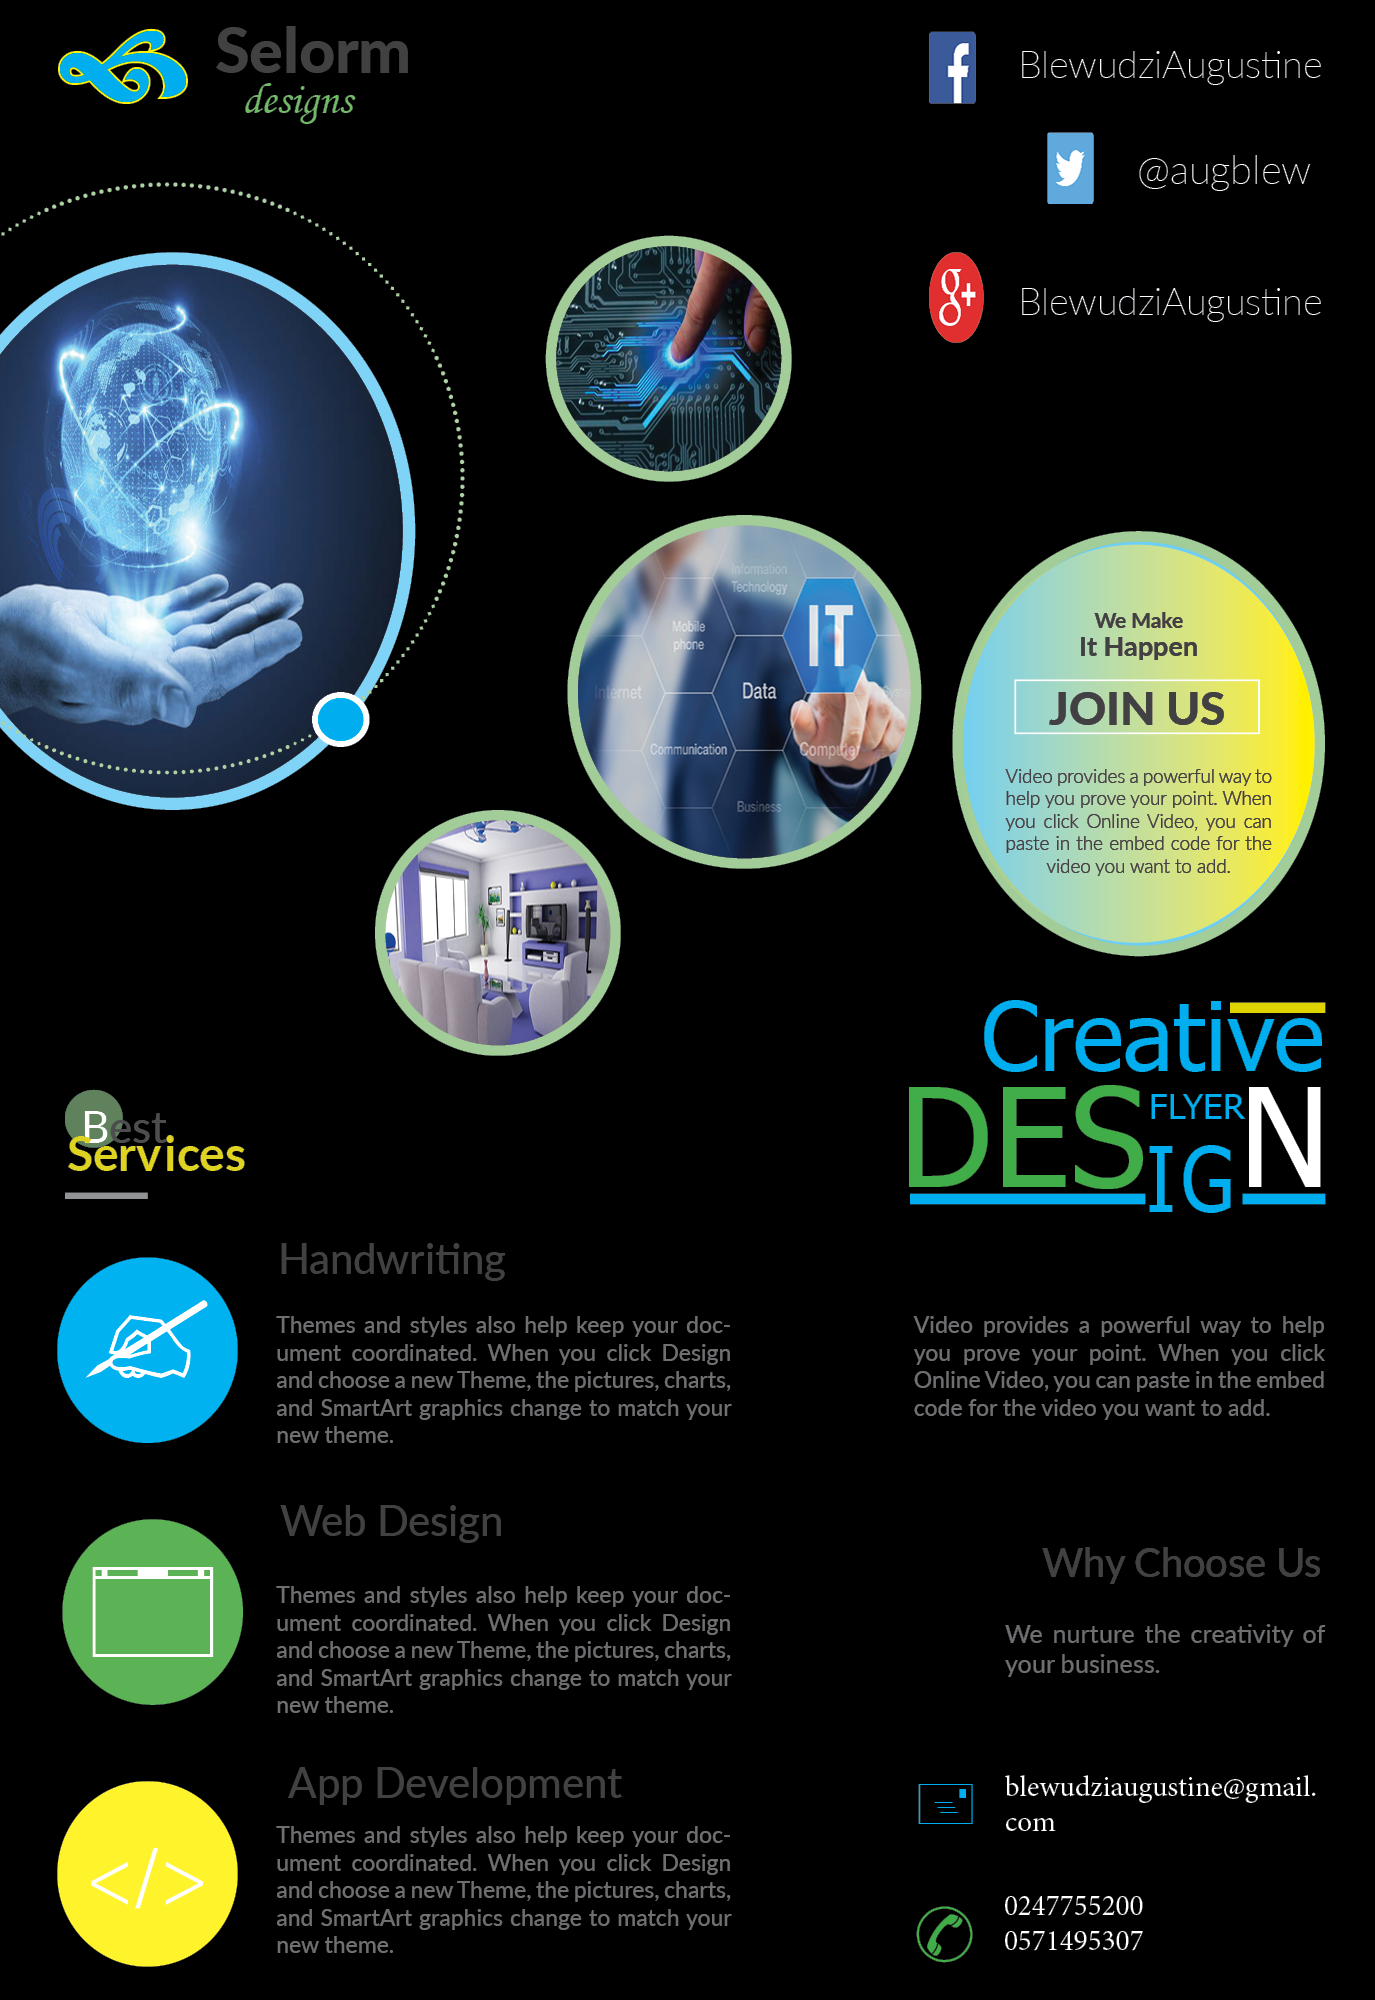 Selorm
designs
BlewudziAugustine
@augblew
g+
BlewudziAugustine
Information
Technology
Mobile
phone
IT
Internet
Data
Communication
Computer
Business
We Make
It Happen
JOIN US
Video provides a powerful way to
help you prove your point. When
you click Online Video, you can
paste in the embed code for the
video you want to add.
Creative
DESIGN
FLYER
Best
Services
Handwriting
Themes and styles also help keep your doc-
ument coordinated. When you click Design
and choose a new Theme, the pictures, charts,
and SmartArt graphics change to match your
new theme.
Video provides a powerful way to help
you prove your point. When you click
Online Video, you can paste in the embed
code for the video you want to add.
Web Design
Themes and styles also help keep your doc-
ument coordinated. When you click Design
and choose a new Theme, the pictures, charts,
and SmartArt graphics change to match your
new theme.
Why Choose Us
We nurture the creativity of
your business.
App Development
Themes and styles also help keep your doc-
ument coordinated. When you click Design
and choose a new Theme, the pictures, charts,
and SmartArt graphics change to match your
new theme.
</>
blewudziaugustine@gmail.
com
0247755200
0571495307